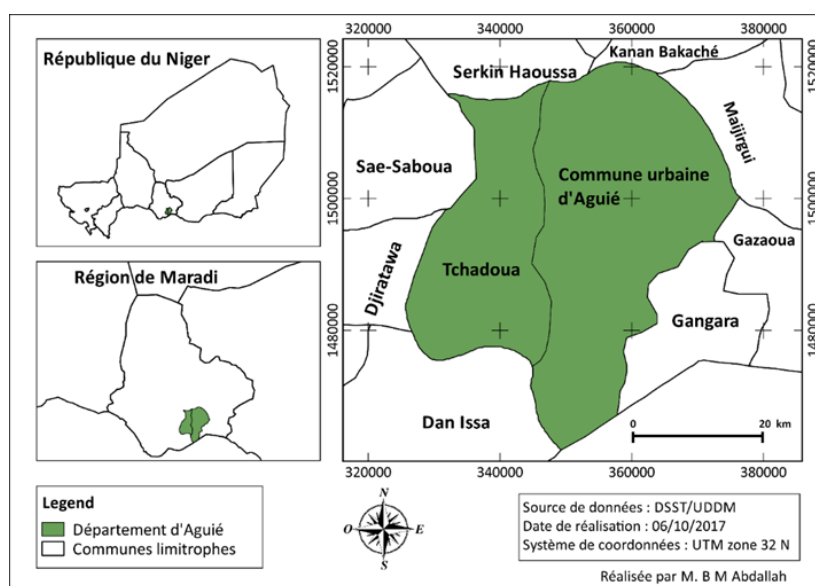 République du Niger
Région de Maradi
320000 340000 360000 380000
1520000
1500000
1480000
Kanan Bakaché
Serkin Haoussa
1520000
Maijirgui
Sae-Saboua
Commune urbaine
d'Aguié
1500000
Gazaoua
Djiratawa
Tchadoua
Gangara
1480000
Dan Issa
0 20 km
320000 340000 360000 380000
Legend
Département d'Aguié
Communes limitrophes
N
O E
S
Source de données : DSST/UDDM
Date de réalisation : 06/10/2017
Système de coordonnées : UTM zone 32 N
Réalisée par M. B M Abdallah